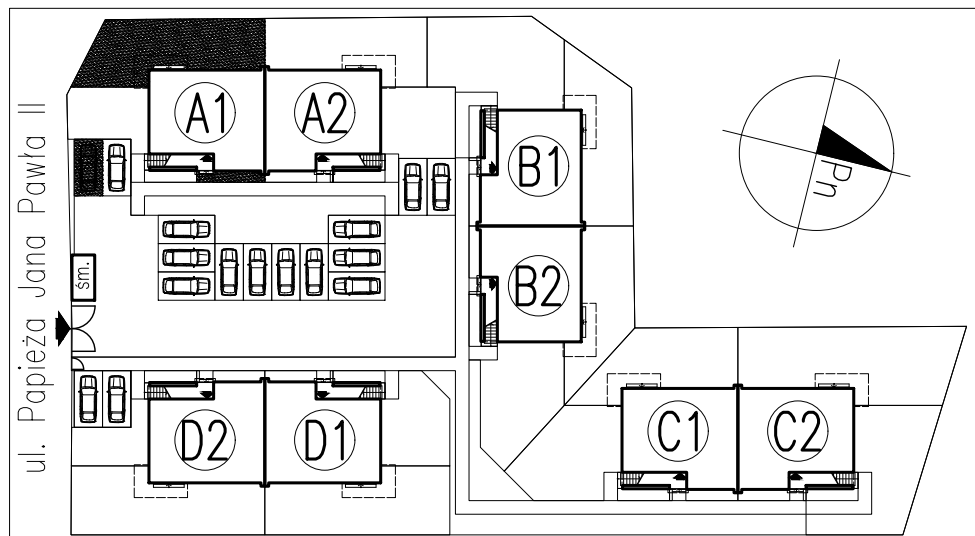 ul. Papieża Jana Pawła II
A1
A2
B1
B2
C1
C2
D2
D1
śm.
Pn